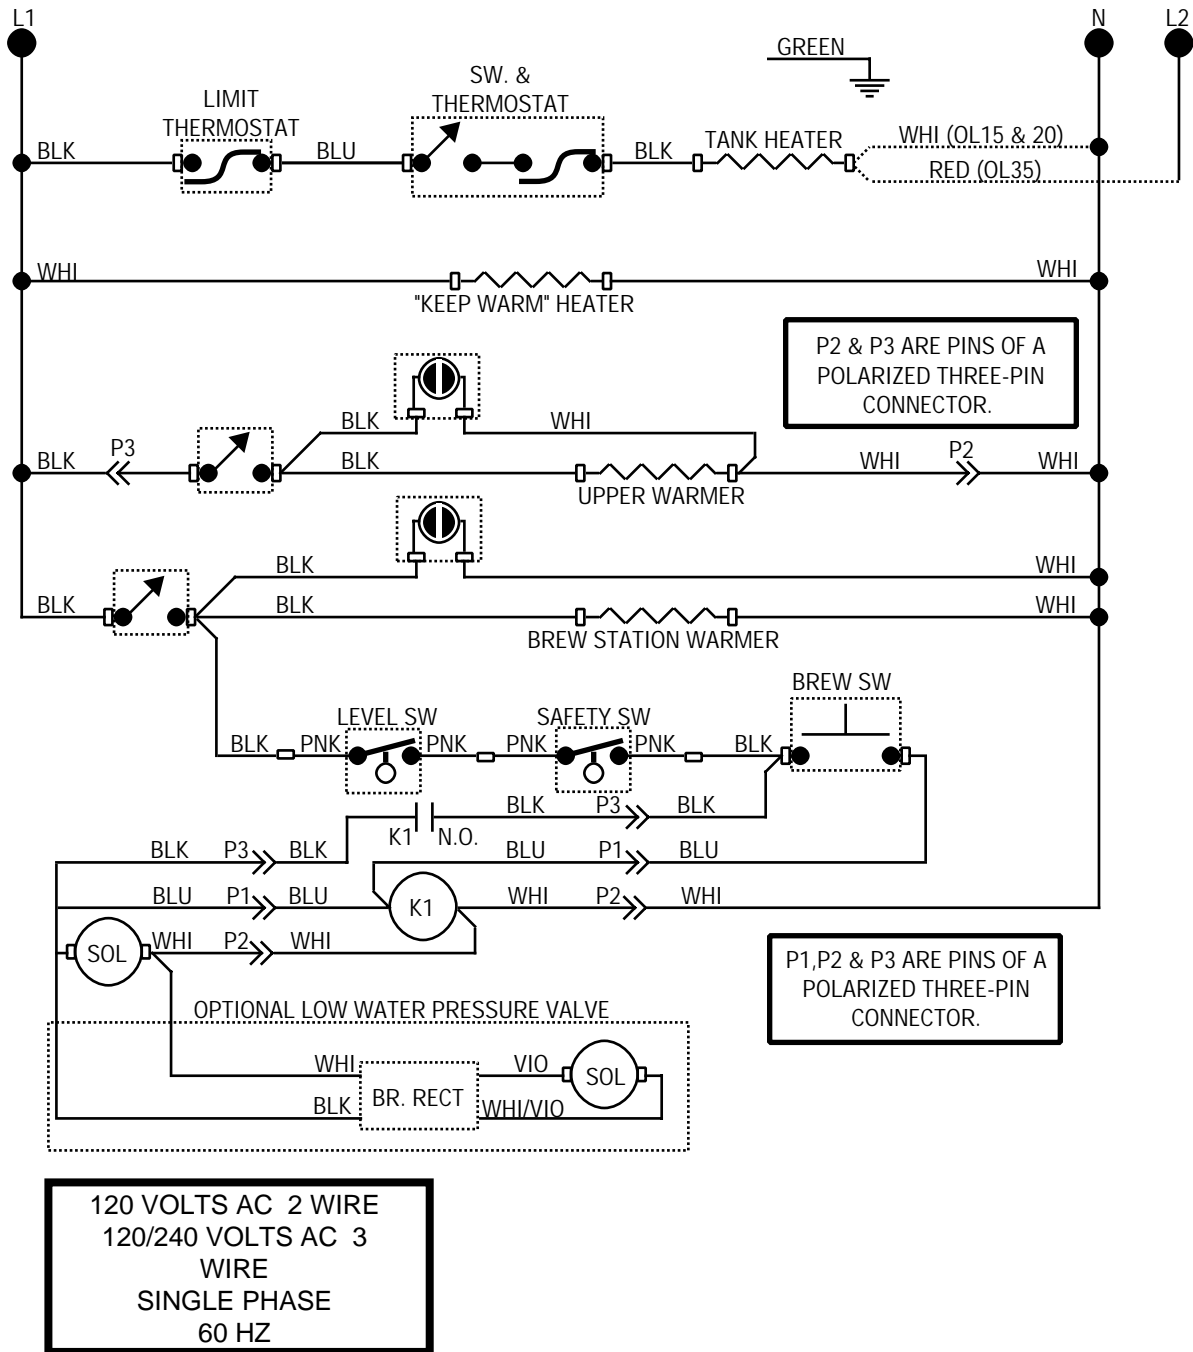 L1
N
L2
GREEN
SW. &
THERMOSTAT
LIMIT
THERMOSTAT
TANK HEATER
WHI (OL15 & 20)
BLK
BLU
BLK
RED (OL35)
WHI
WHI
"KEEP WARM" HEATER
P2 & P3 ARE PINS OF A
POLARIZED THREE-PIN
CONNECTOR.
BLK
WHI
BLK
P3
BLK
WHI
P2
WHI
UPPER WARMER
BLK
WHI
BLK
BLK
WHI
BREW STATION WARMER
BREW SW
LEVEL SW
SAFETY SW
BLK
PNK
PNK
PNK
PNK
BLK
BLK
P3
BLK
K1
N.O.
BLK
P3
BLK
BLU
P1
BLU
BLU
P1
BLU
K1
WHI
P2
WHI
SOL
WHI
P2
WHI
P1,P2 & P3 ARE PINS OF A
POLARIZED THREE-PIN
CONNECTOR.
OPTIONAL LOW WATER PRESSURE VALVE
WHI
VIO
SOL
BR. RECT
BLK
WHI/VIO
120 VOLTS AC 2 WIRE
120/240 VOLTS AC 3
WIRE
SINGLE PHASE
60 HZ